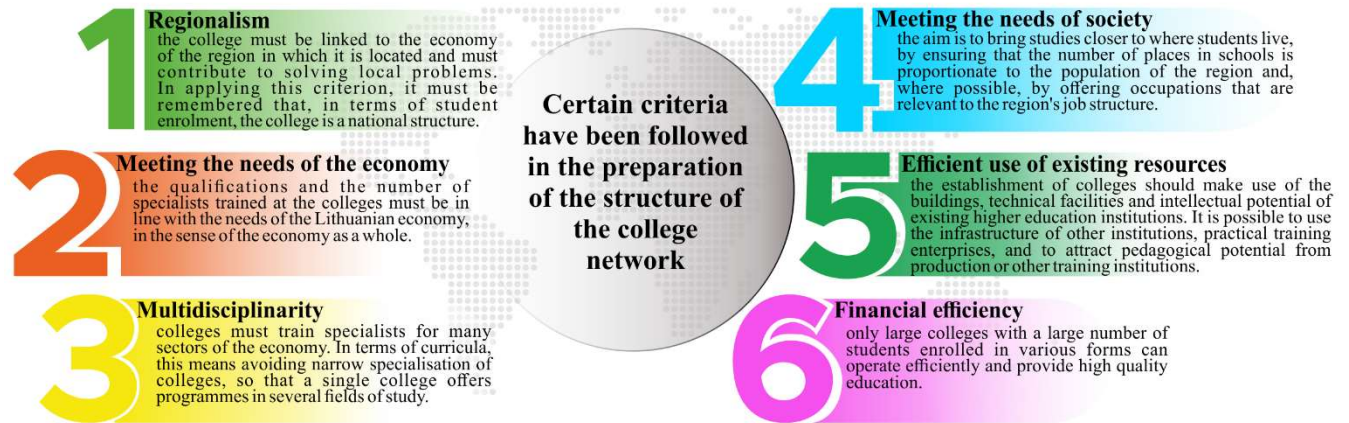 1
Regionalism
the college must be linked to the economy
of the region in which it is located and must
contribute to solving local problems.
In applying this criterion, it must be
remembered that, in terms of student
enrolment, the college is a national structure.
2
Meeting the needs of the economy
the qualifications and the number of
specialists trained at the colleges must be in
line with the needs of the Lithuanian economy,
in the sense of the economy as a whole.
3
Multidisciplinarity
colleges must train specialists for many
sectors of the economy. In terms of curricula,
this means avoiding narrow specialisation of
colleges, so that a single college offers
programmes in several fields of study.
Certain criteria
have been followed
in the preparation
of the structure of
the college
network
4
Meeting the needs of society
the aim is to bring studies closer to where students live,
by ensuring that the number of places in schools is
proportionate to the population of the region and,
where possible, by offering occupations that are
relevant to the region's job structure.
5
Efficient use of existing resources
the establishment of colleges should make use of the
buildings, technical facilities and intellectual potential of
existing higher education institutions. It is possible to use
the infrastructure of other institutions, practical training
enterprises, and to attract pedagogical potential from
production or other training institutions.
6
Financial efficiency
only large colleges with a large number of
students enrolled in various forms can
operate efficiently and provide high quality
education.